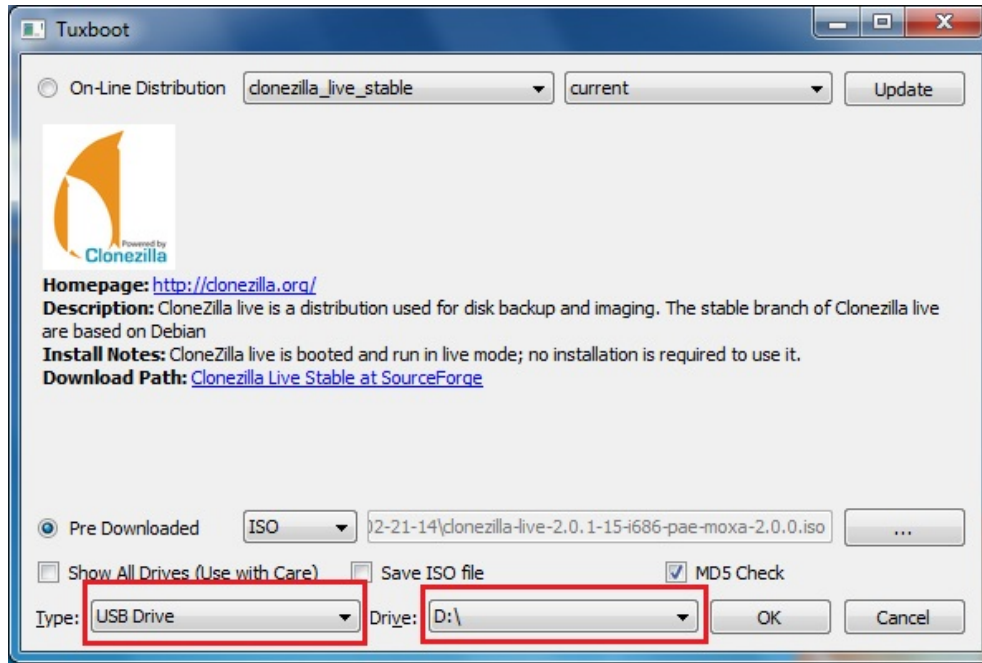 Tuxboot
On-Line Distribution clonezilla_live_stable current Update
Powered by
Clonezilla
Homepage: http://clonezilla.org/
Description: CloneZilla live is a distribution used for disk backup and imaging. The stable branch of Clonezilla live
are based on Debian
Install Notes: CloneZilla live is booted and run in live mode; no installation is required to use it.
Download Path: Clonezilla Live Stable at SourceForge
Pre Downloaded ISO 02-21-14\clonezilla-live-2.0.1-15-i686-pae-moxa-2.0.0.iso ...
Show All Drives (Use with Care) Save ISO file MD5 Check
Type: USB Drive Drive: D:\ OK Cancel